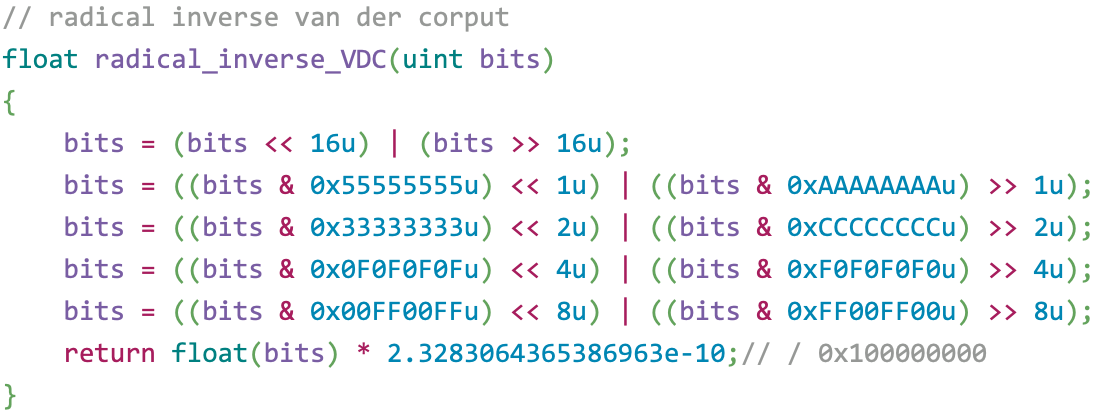 // radical inverse van der corput
float radical_inverse_VDC(uint bits)
{
    bits = (bits << 16u) | (bits >> 16u);
    bits = ((bits & 0x55555555u) << 1u) | ((bits & 0xAAAAAAAAu) >> 1u);
    bits = ((bits & 0x33333333u) << 2u) | ((bits & 0xCCCCCCCCu) >> 2u);
    bits = ((bits & 0x0F0F0F0Fu) << 4u) | ((bits & 0xF0F0F0F0u) >> 4u);
    bits = ((bits & 0x00FF00FFu) << 8u) | ((bits & 0xFF00FF00u) >> 8u);
    return float(bits) * 2.3283064365386963e-10;// / 0x100000000
}